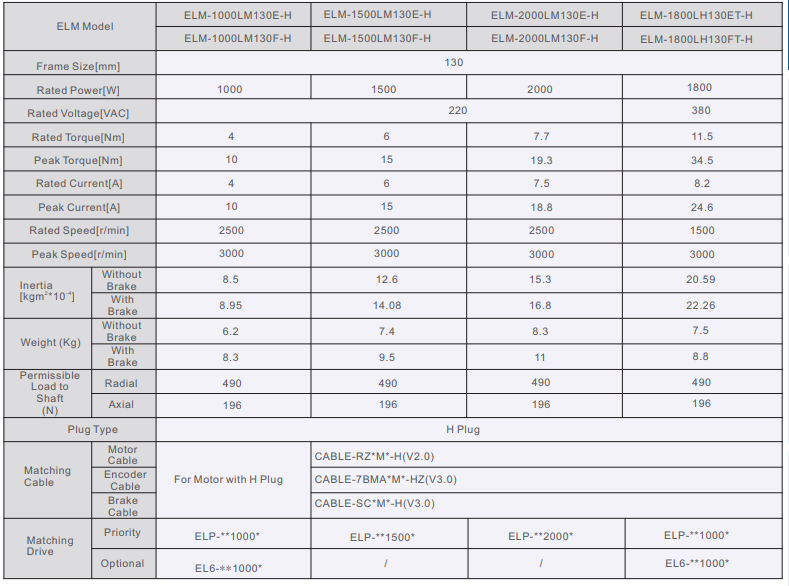 ELM Model ELM-1000LM130E-H ELM-1500LM130E-H ELM-2000LM130E-H ELM-1800LH130ET-H
ELM-1000LM130F-H ELM-1500LM130F-H ELM-2000LM130F-H ELM-1800LH130FT-H
Frame Size[mm] 130
Rated Power[W] 1000 1500 2000 1800
Rated Voltage[VAC] 220 380
Rated Torque[Nm] 4 6 7.7 11.5
Peak Torque[Nm] 10 15 19.3 34.5
Rated Current[A] 4 6 7.5 8.2
Peak Current[A] 10 15 18.8 24.6
Rated Speed[r/min] 2500 2500 2500 1500
Peak Speed[r/min] 3000 3000 3000 3000
Inertia
[kgm²*10⁻⁴]
Without
Brake
8.5 12.6 15.3 20.59
With
Brake
8.95 14.08 16.8 22.26
Weight (Kg)
Without
Brake
6.2 7.4 8.3 7.5
With
Brake
8.3 9.5 11 8.8
Permissible
Load to
Shaft
(N)
Radial 490 490 490 490
Axial 196 196 196 196
Plug Type H Plug
Matching
Cable
Motor
Cable
For Motor with H Plug
CABLE-RZ*M*-H(V2.0)
Encoder
Cable
CABLE-7BMA*M*-HZ(V3.0)
Brake
Cable
CABLE-SC*M*-H(V3.0)
Matching
Drive
Priority ELP-**1000* ELP-**1500* ELP-**2000* ELP-**1000*
Optional EL6-**1000* / / EL6-**1000*